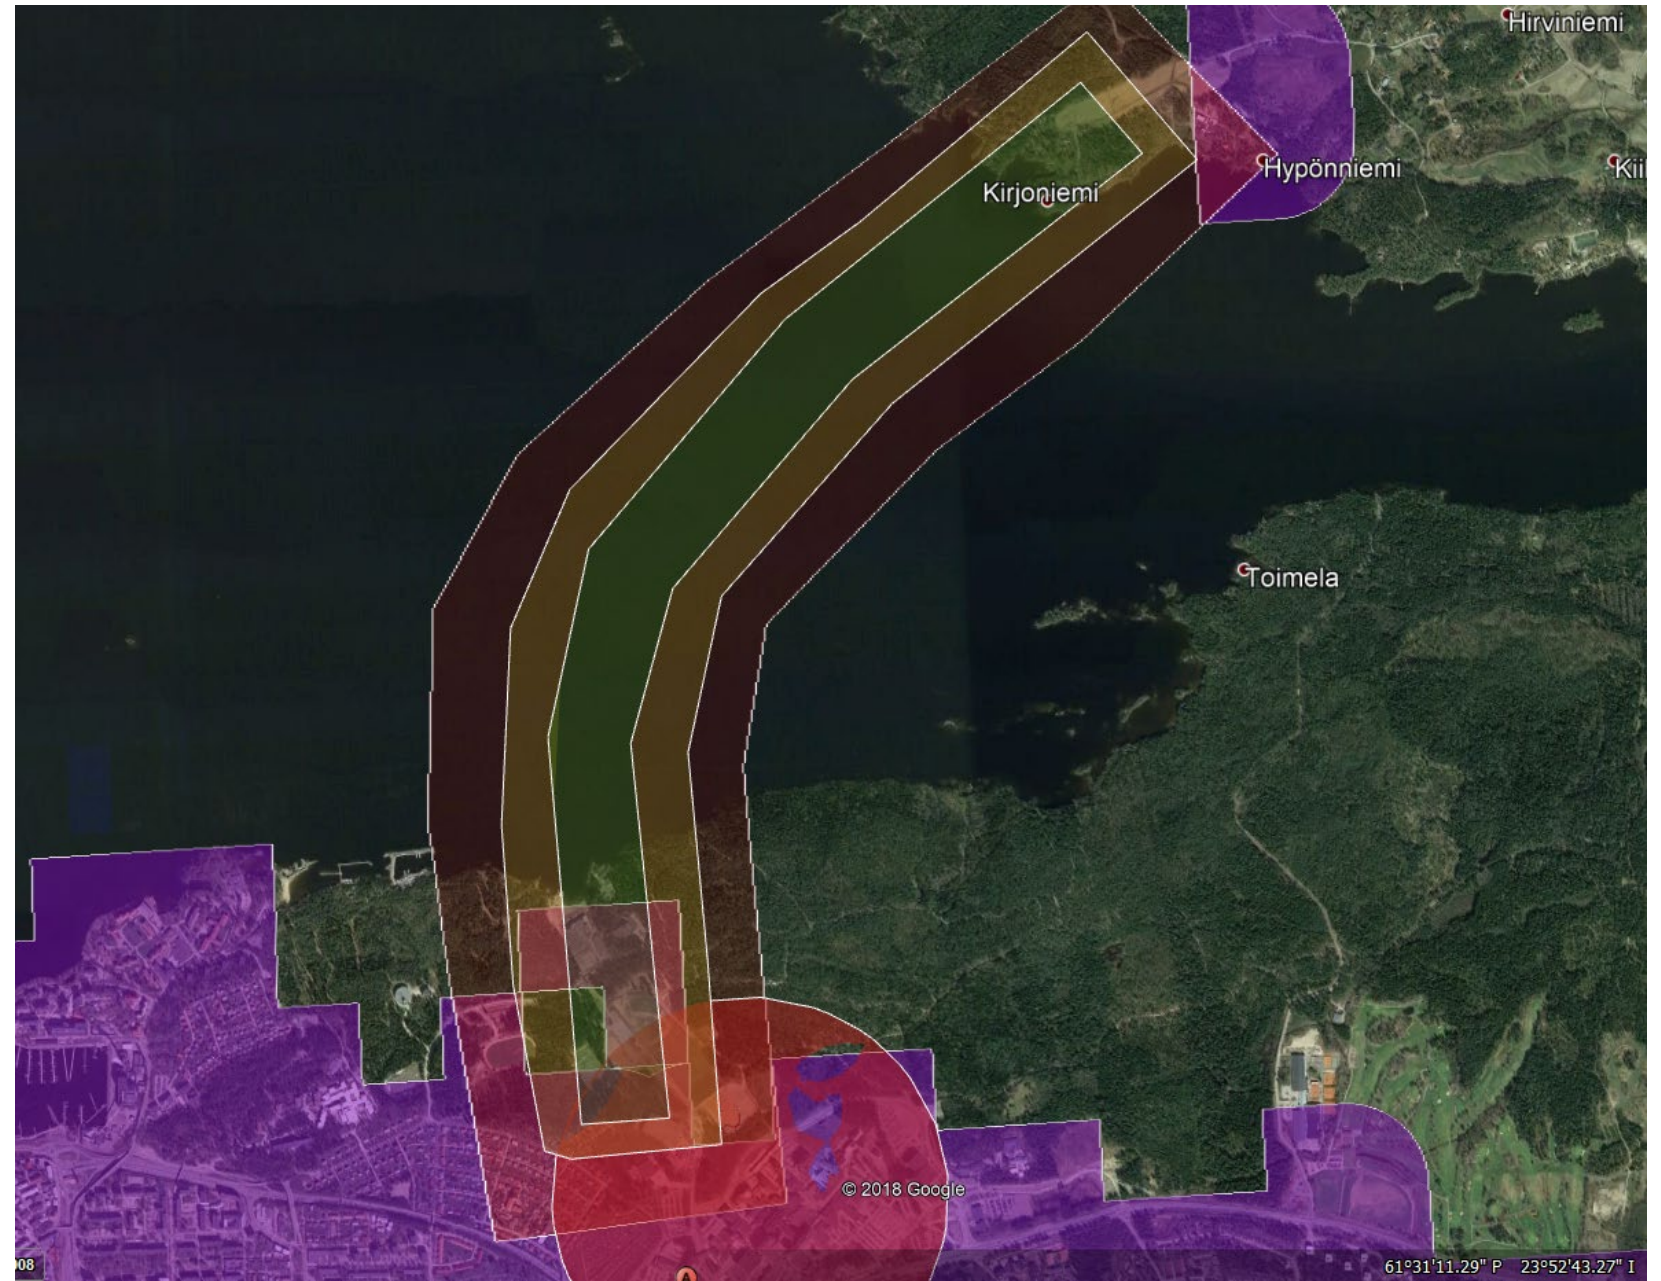 Hirviniemi
Hypönniemi
Kirjoniemi
Toimela
© 2018 Google
A
61°31'11.29" P 23°52'43.27" I